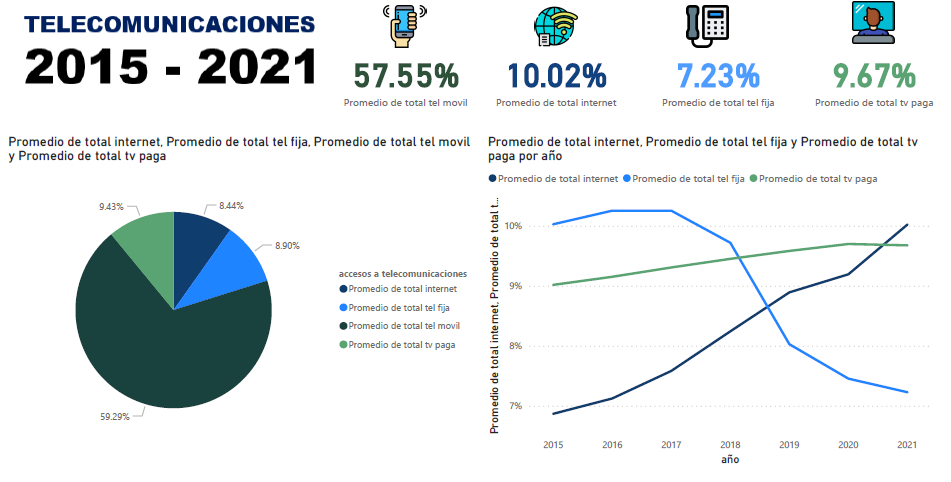 TELECOMUNICACIONES
2015 - 2021
57.55%
Promedio de total tel movil
10.02%
Promedio de total internet
7.23%
Promedio de total tel fija
9.67%
Promedio de total tv paga
Promedio de total internet, Promedio de total tel fija, Promedio de total tel movil
y Promedio de total tv paga
9.43%
8.44%
8.90%
59.29%
accesos a telecomunicaciones
Promedio de total internet
Promedio de total tel fija
Promedio de total tel movil
Promedio de total tv paga
Promedio de total internet, Promedio de total tel fija y Promedio de total tv
paga por año
Promedio de total internet Promedio de total tel fija Promedio de total tv paga
Promedio de total internet, Promedio de total t...
10%
9%
8%
7%
2015 2016 2017 2018 2019 2020 2021
año